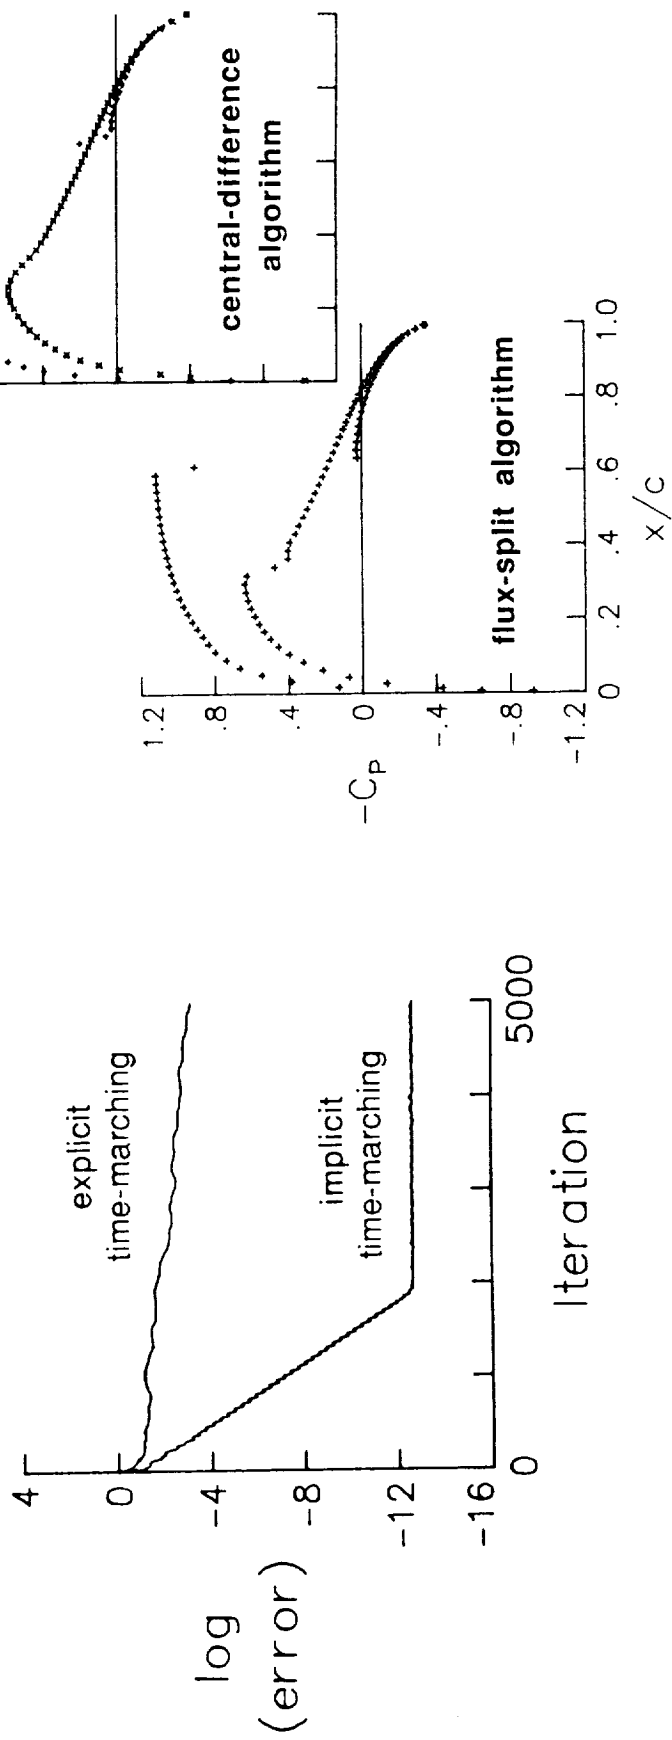 explicit
time-marching
implicit
time-marching
4
0
-4
-8
-12
-16
log
(error)
0
5000
Iteration
central-difference
algorithm
flux-split algorithm
1.2
.8
.4
0
-.4
-.8
-1.2
-CP
0
.2
.4
.6
.8
1.0
x/c